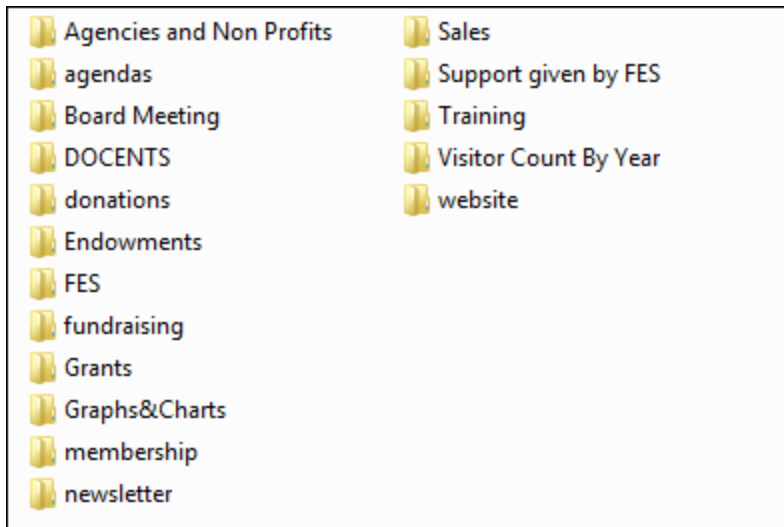 Agencies and Non Profits
agendas
Board Meeting
DOCENTS
donations
Endowments
FES
fundraising
Grants
Graphs&Charts
membership
newsletter
Sales
Support given by FES
Training
Visitor Count By Year
website